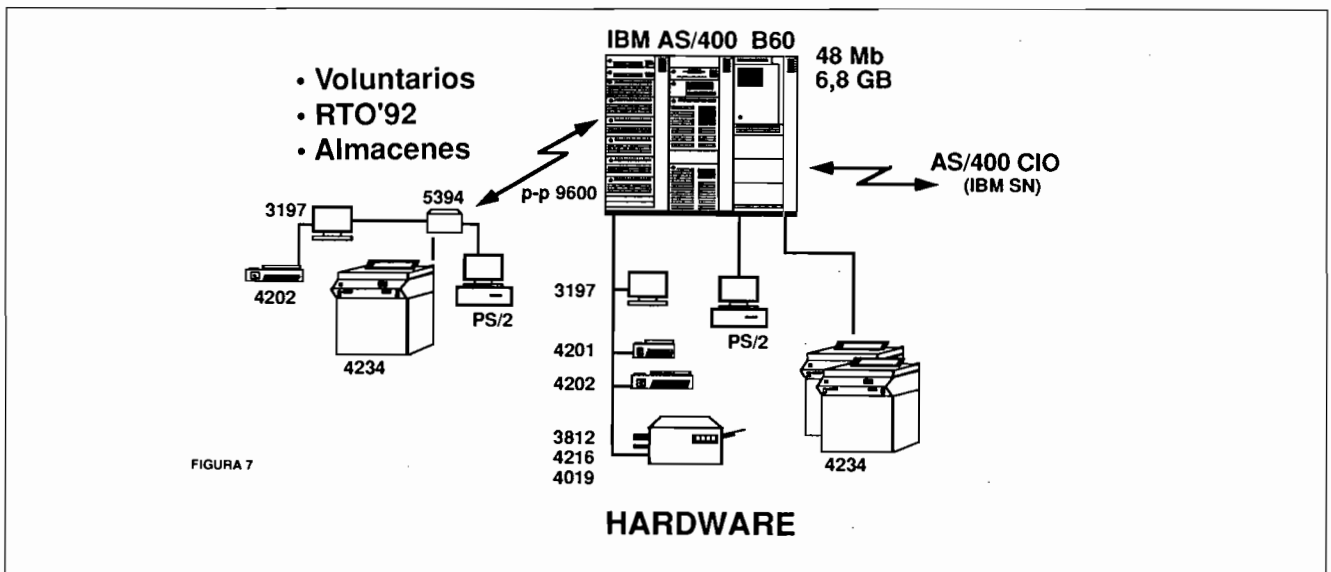 IBM AS/400 B60
48 Mb
6,8 GB
• Voluntarios
• RTO'92
• Almacenes
p-p 9600
AS/400 CIO
(IBM SN)
3197
5394
4202
PS/2
4234
3197
4201
4202
3812
4216
4019
PS/2
4234
FIGURA 7
HARDWARE